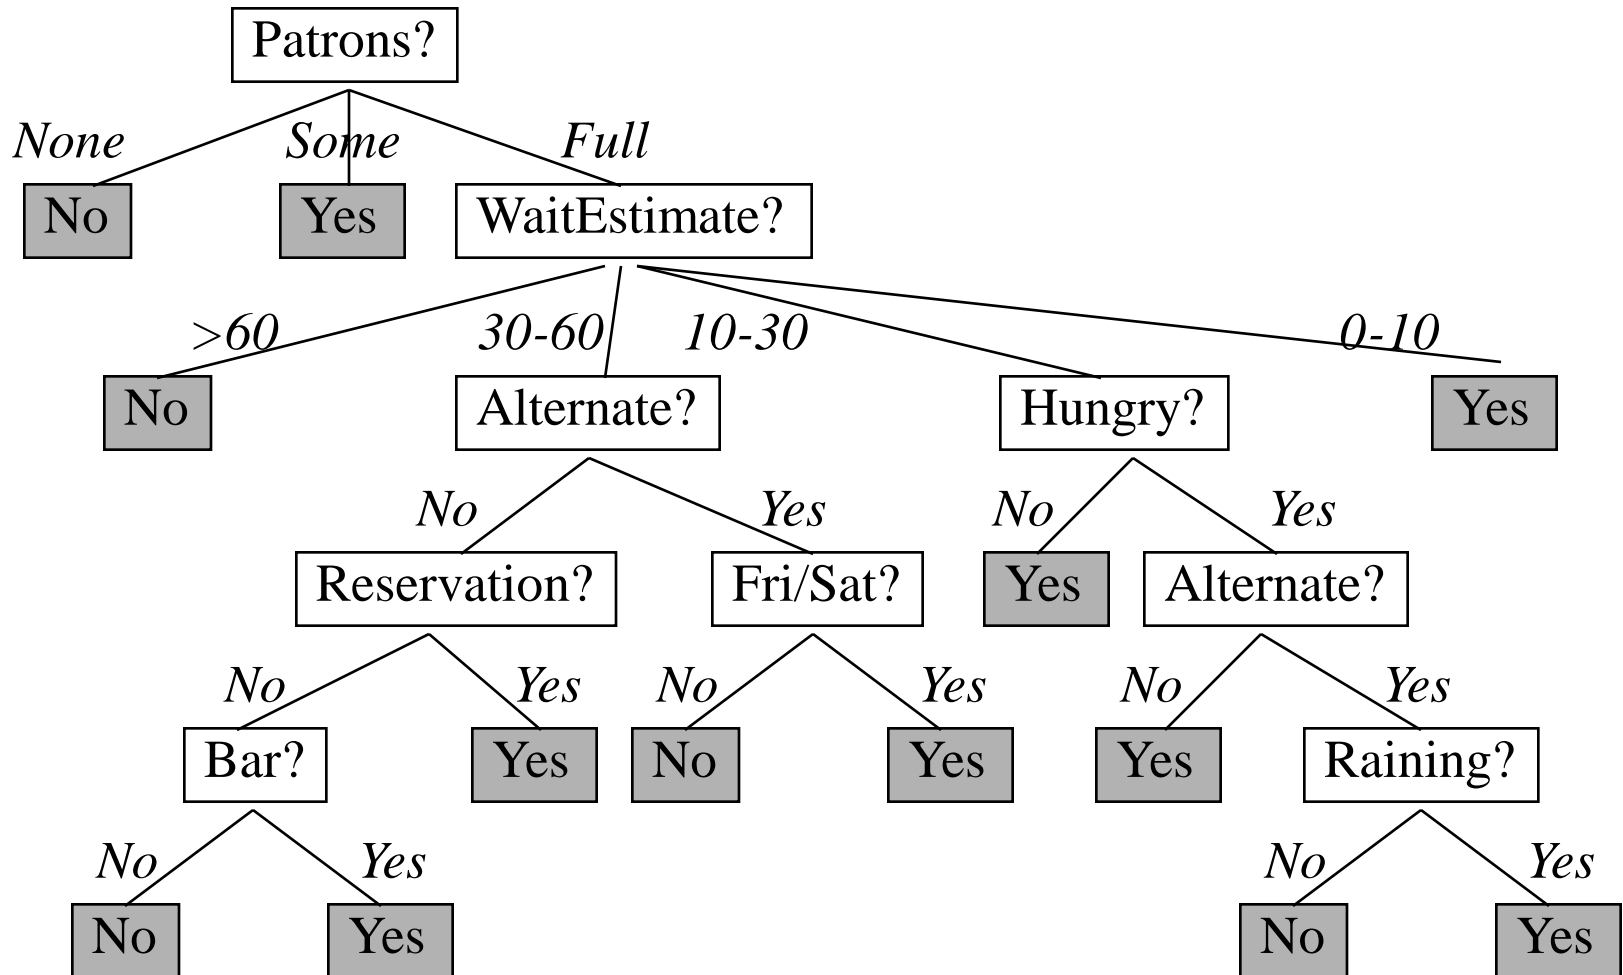 Patrons?
None Some Full
No Yes WaitEstimate?
>60 30-60 10-30 0-10
No Alternate? Hungry? Yes
No Yes No Yes
Reservation? Fri/Sat? Yes Alternate?
No Yes No Yes No Yes
Bar? Yes No Yes Yes Raining?
No Yes No Yes
No Yes No Yes